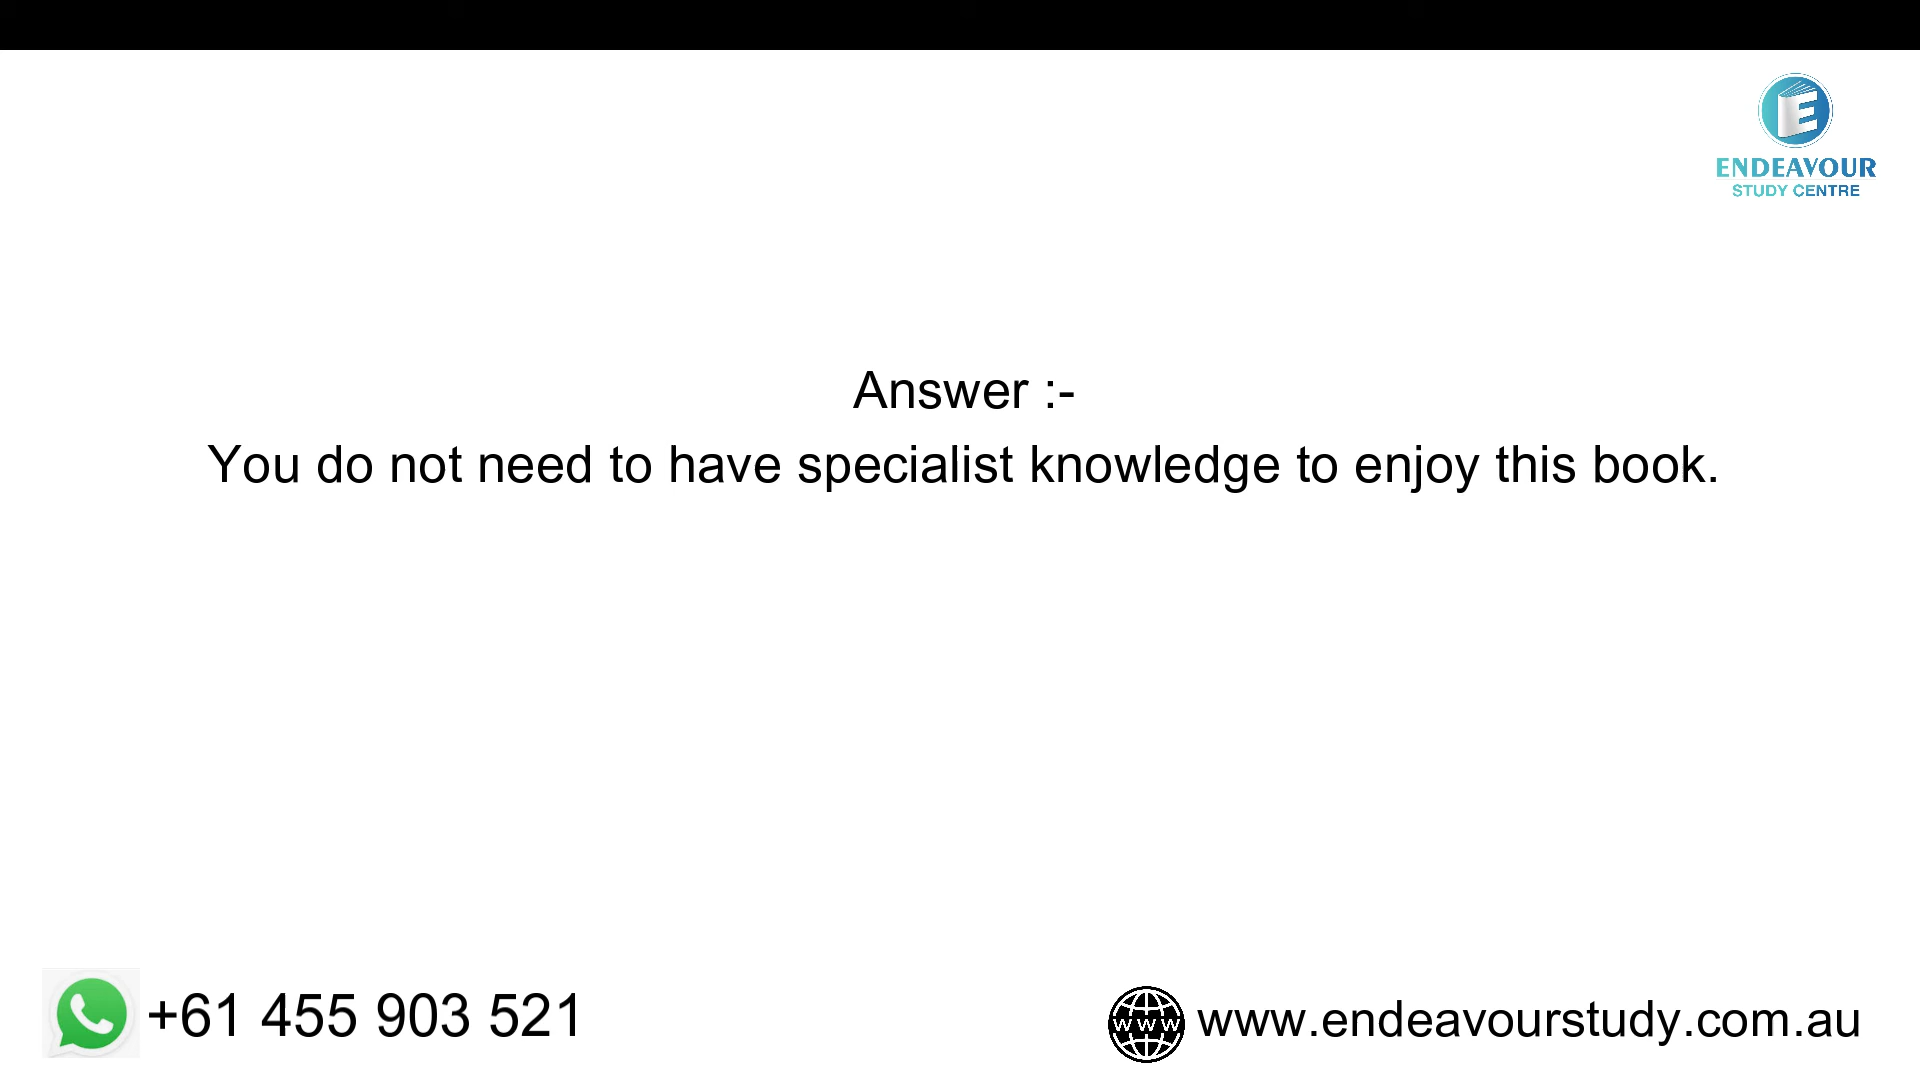 ENDEAVOUR
STUDY CENTRE
Answer :-
You do not need to have specialist knowledge to enjoy this book.
+61 455 903 521
www www.endeavourstudy.com.au